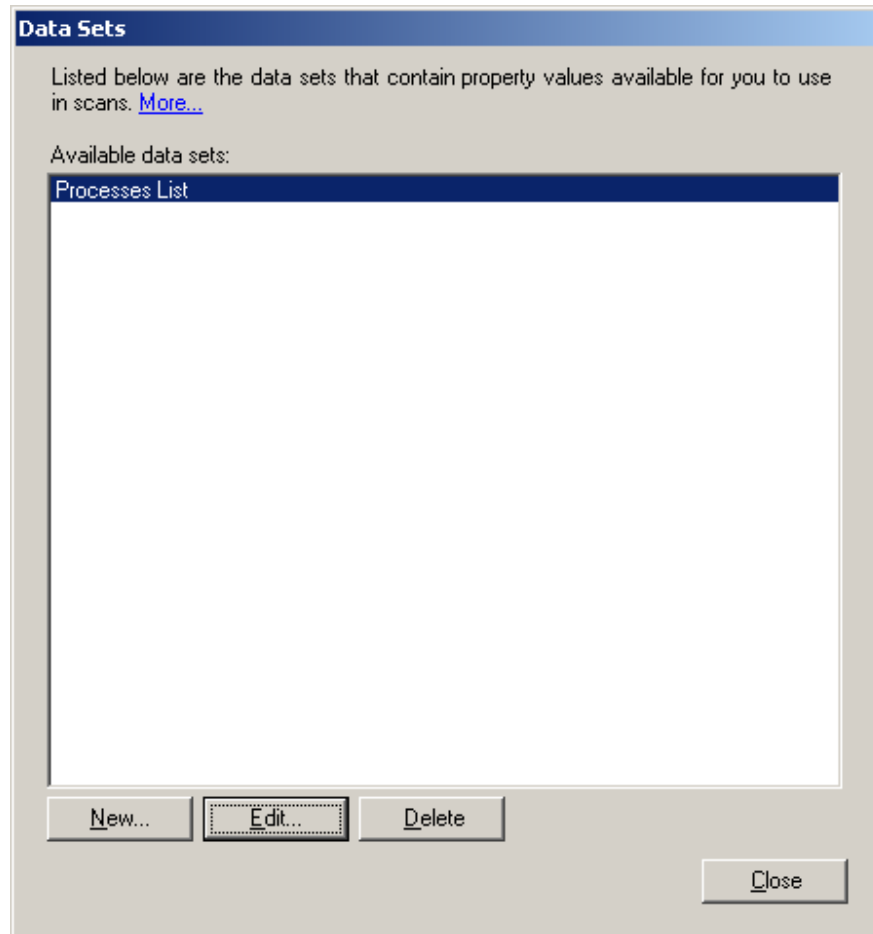 Data Sets
Listed below are the data sets that contain property values available for you to use
in scans. More...
Available data sets:
Processes List
New... Edit... Delete
Close